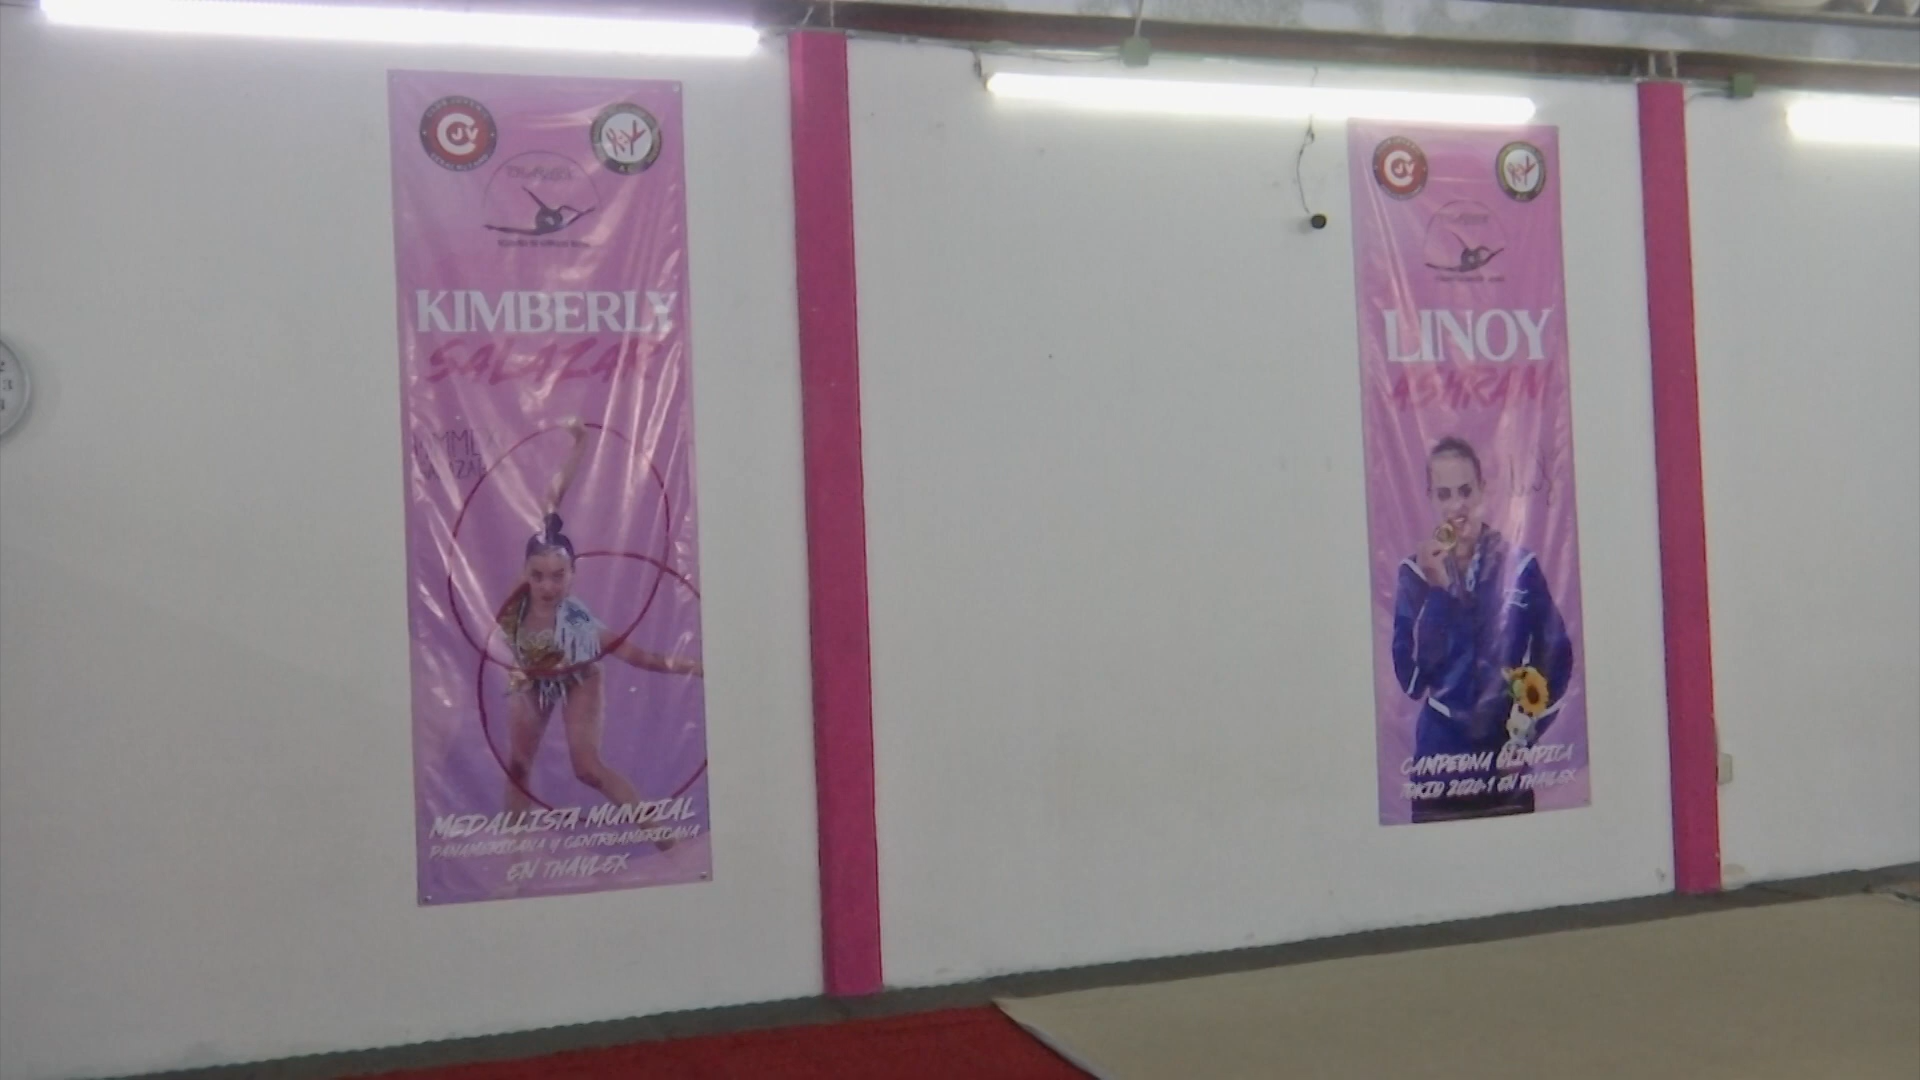 KIMBERLY
SALAZAR
MEDALLISTA MUNDIAL
PANAMERICANA Y CENTROAMERICANA
EN THAYLEX
LINOY
ASHRAM
CAMPEONA OLIMPICA
TOKIO 2020-1 EN THAYLEX